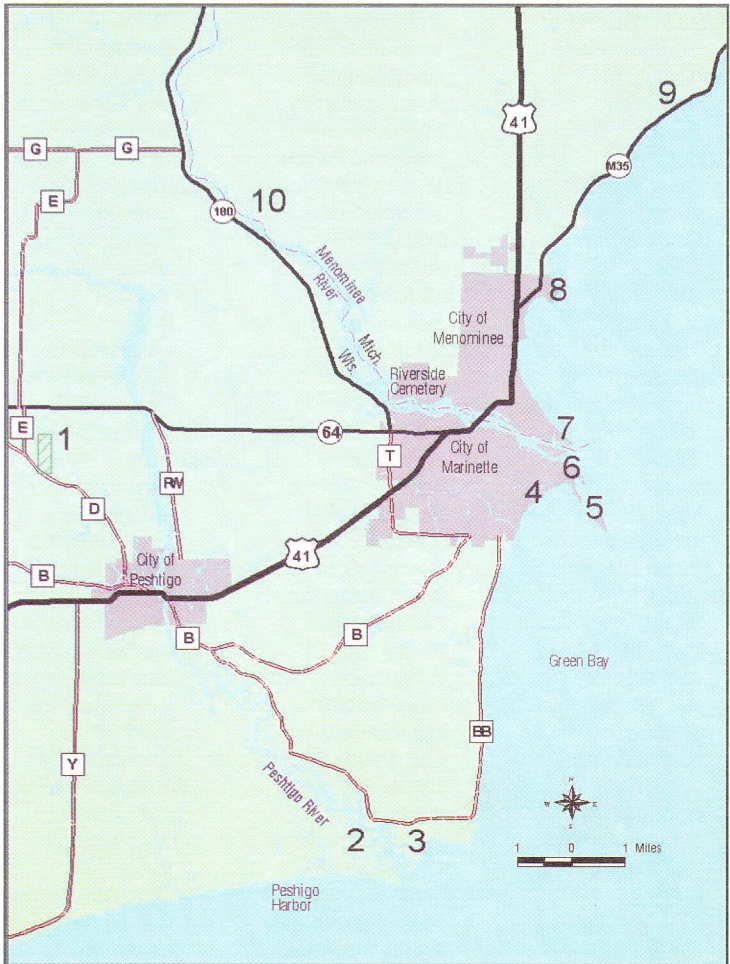 9
41
M35
G
G
E
180
10
Menominee
River
8
City of
Menominee
Mich.
Wis.
Riverside
Cemetery
E
1
64
7
T
City of
Marinette
6
RW
4
5
D
41
City of
Peshtigo
B
B
B
Green Bay
BB
Y
Peshtigo River
N
W
E
S
2
3
1
0
1
Miles
Peshigo
Harbor